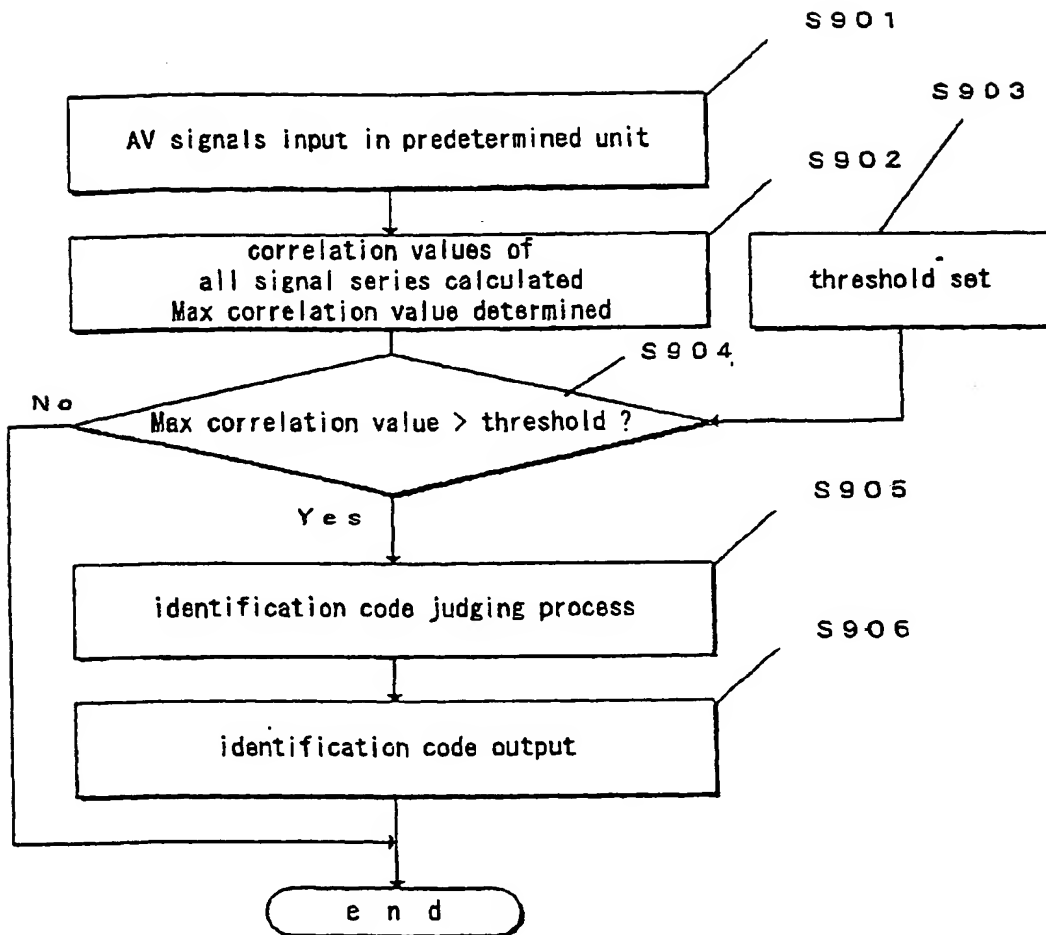 S901
AV signals input in predetermined unit
S903
S902
correlation values of
all signal series calculated
Max correlation value determined
threshold set
S904
No
Max correlation value > threshold ?
Yes
S905
identification code judging process
S906
identification code output
end